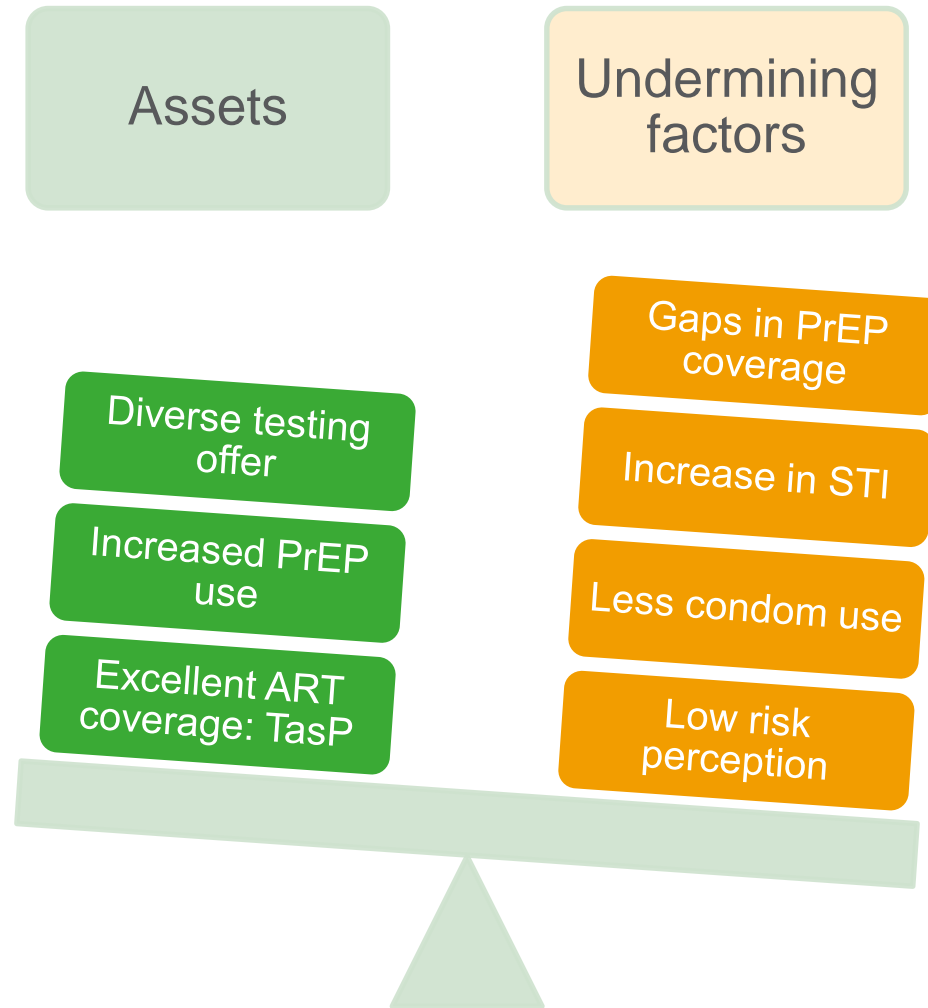 Assets
Undermining
factors
Diverse testing
offer
Increased PrEP
use
Excellent ART
coverage: TasP
Gaps in PrEP
coverage
Increase in STI
Less condom use
Low risk
perception